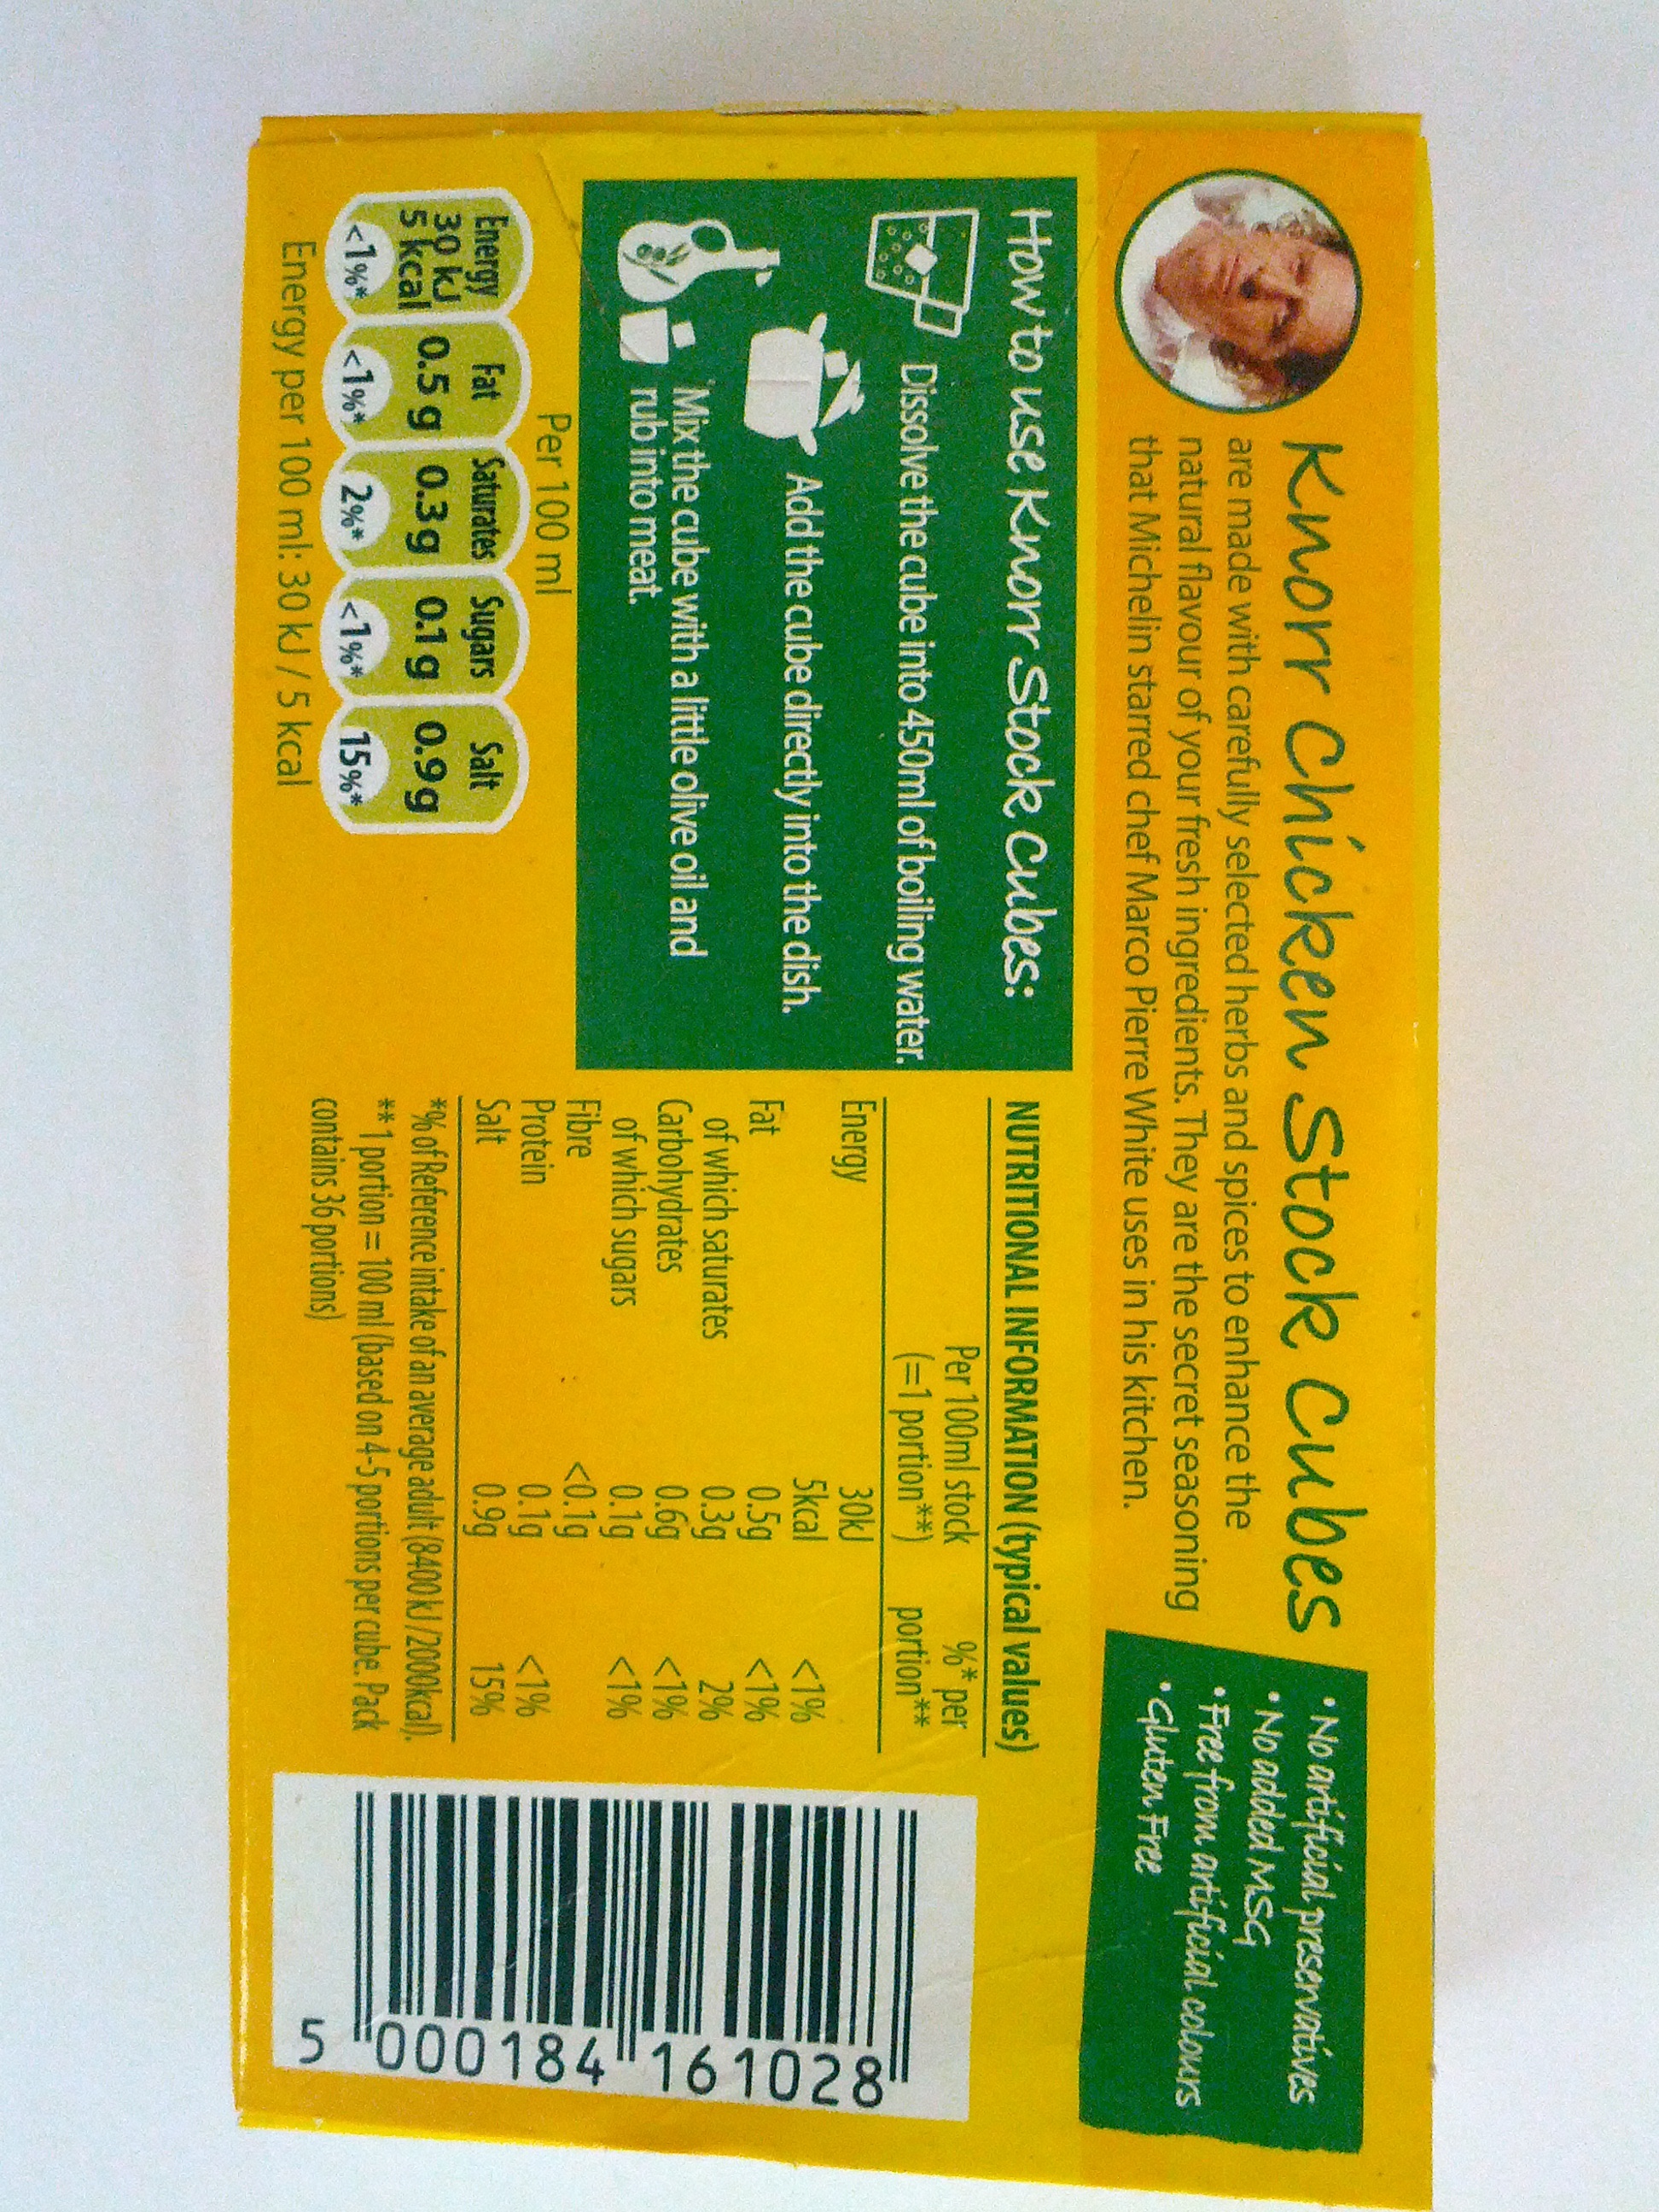 Knorr Chicken Stock Cubes
are made with carefully selected herbs and spices to enhance the
natural flavour of your fresh ingredients. They are the secret seasoning
that Michelin starred chef Marco Pierre White uses in his kitchen.
• No artificial preservatives
• No added MSG
• Free from artificial colours
• Gluten Free
How to use Knorr Stock Cubes:
Dissolve the cube into 450ml of boiling water.
Add the cube directly into the dish.
Mix the cube with a little olive oil and
rub into meat.
Per 100 ml
Energy Fat Saturates Sugars Salt
30 kJ
5 kcal 0.5 g 0.3g 0.1 g 0.9 g
<1%* <1%* 2%* <1%* 15%*
Energy per 100 ml: 30 kJ / 5 kcal
NUTRITIONAL INFORMATION (typical values)
Per 100ml stock %* per
(=1 portion**) portion**
Energy 30kJ
5kcal <1%
Fat 0.5g <1%
of which saturates 0.3g 2%
Carbohydrates 0.6g <1%
of which sugars 0.1g <1%
Fibre <0.1g
Protein 0.1g <1%
Salt 0.9g 15%
*% of Reference intake of an average adult (8400 kJ /2000kcal).
** 1 portion = 100 ml (based on 4-5 portions per cube. Pack
contains 36 portions)
5 000184 161028